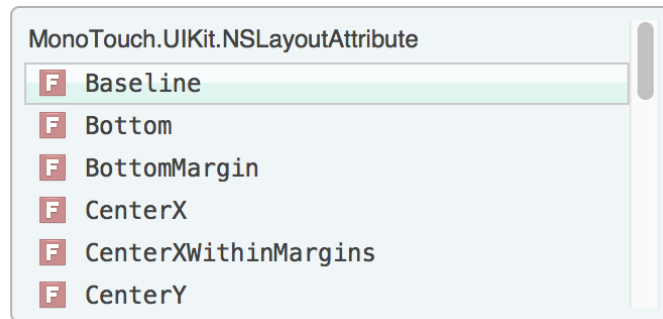 MonoTouch.UIKit.NSLayoutAttribute
F Baseline
F Bottom
F BottomMargin
F CenterX
F CenterXWithinMargins
F CenterY